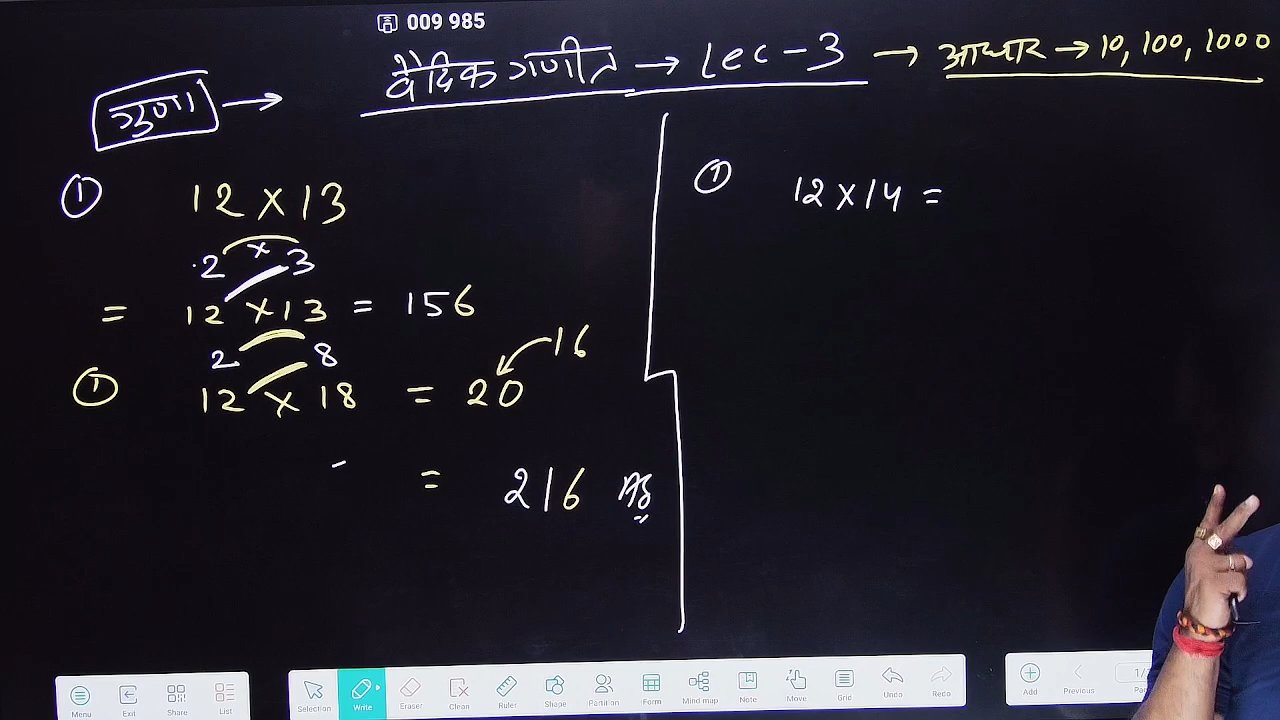 009 985
वैदिक गणीत → Lec-3 → आधार → 10, 100, 1000
गुणा →
① 12 × 13
2 × 3
= 12 × 13 = 156
2 8 16
① 12 × 18 = 20
= 216 Ans
① 12 × 14 =
Menu Exit Share List Selection Write Eraser Clean Ruler Shape Partition Form Mind map Note Move Grid Undo Redo Add Previous